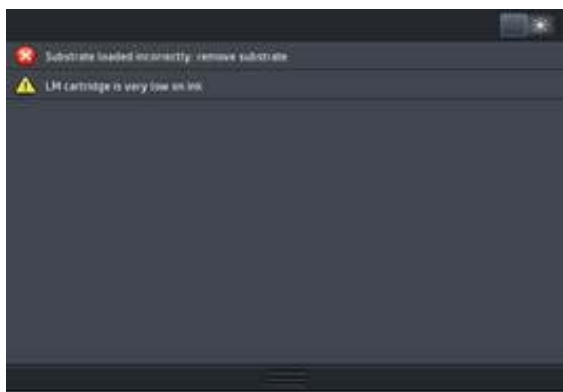 Substrate loaded incorrectly: remove substrate
LM cartridge is very low on ink